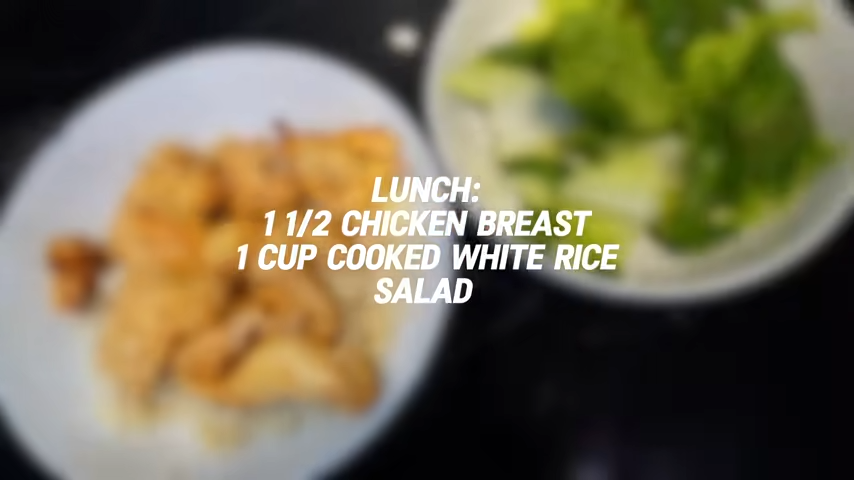 LUNCH:
1 1/2 CHICKEN BREAST
1 CUP COOKED WHITE RICE
SALAD